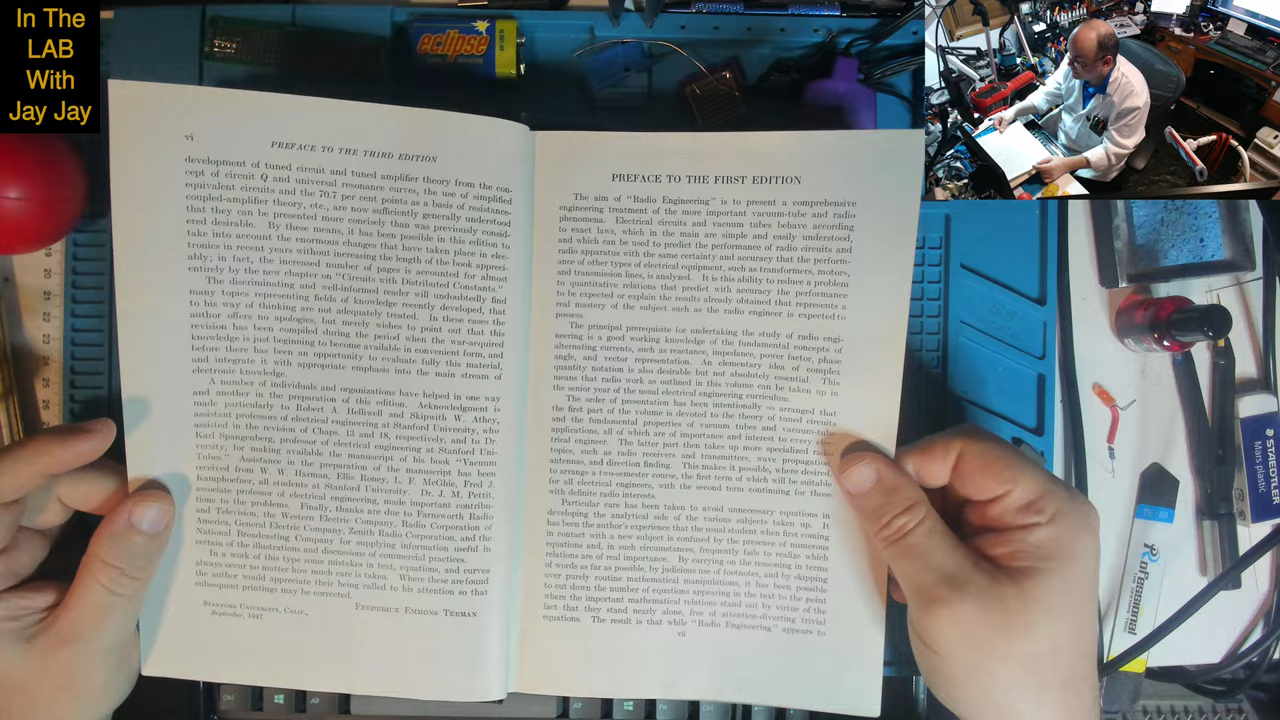 In The
LAB
With
Jay Jay
eclipse
vi
PREFACE TO THE THIRD EDITION
development of tuned circuit and tuned amplifier theory from the con-
cept of circuit Q and universal resonance curves, the use of simplified
equivalent circuits and the 70.7 per cent points as a basis of resistance-
coupled-amplifier theory, etc., are now sufficiently generally understood
that they can be presented more concisely than was previously consid-
ered desirable. By these means, it has been possible in this edition to
take into account the enormous changes that have taken place in elec-
tronics in recent years without increasing the length of the book appreci-
ably; in fact, the increased number of pages is accounted for almost
entirely by the new chapter on "Circuits with Distributed Constants."
The discriminating and well-informed reader will undoubtedly find
many topics representing fields of knowledge recently developed, that
to his way of thinking are not adequately treated. In these cases the
author offers no apologies, but merely wishes to point out that this
revision has been compiled during the period when the war-acquired
knowledge is just beginning to become available in convenient form, and
before there has been an opportunity to evaluate fully this material,
and integrate it with appropriate emphasis into the main stream of
electronic knowledge.
A number of individuals and organizations have helped in one way
and another in the preparation of this edition. Acknowledgment is
made particularly to Robert A. Helliwell and Skipwith W. Athey,
assistant professors of electrical engineering at Stanford University, who
assisted in the revision of Chaps. 13 and 18, respectively, and to Dr.
Karl Spangenberg, professor of electrical engineering at Stanford Uni-
versity, for making available the manuscript of his book "Vacuum
Tubes." Assistance in the preparation of the manuscript has been
received from W. W. Harman, Ellis Roney, L. F. McGhie, Fred J.
Kamphoefner, all students at Stanford University. Dr. J. M. Pettit,
associate professor of electrical engineering, made important contribu-
tions to the problems. Finally, thanks are due to Farnsworth Radio
and Television, the Western Electric Company, Radio Corporation of
America, General Electric Company, Zenith Radio Corporation, and the
National Broadcasting Company for supplying information useful in
certain of the illustrations and discussions of commercial practices.
In a work of this type some mistakes in text, equations, and curves
always occur no matter how much care is taken. Where these are found
the author would appreciate their being called to his attention so that
subsequent printings may be corrected.
FREDERICK EMMONS TERMAN
STANFORD UNIVERSITY, CALIF.,
September, 1947.
PREFACE TO THE FIRST EDITION
The aim of "Radio Engineering" is to present a comprehensive
engineering treatment of the more important vacuum-tube and radio
phenomena. Electrical circuits and vacuum tubes behave according
to exact laws, which in the main are simple and easily understood,
and which can be used to predict the performance of radio circuits and
radio apparatus with the same certainty and accuracy that the perform-
ance of other types of electrical equipment, such as transformers, motors,
and transmission lines, is analyzed. It is this ability to reduce a problem
to quantitative relations that predict with accuracy the performance
to be expected or explain the results already obtained that represents a
real mastery of the subject such as the radio engineer is expected to
possess.
The principal prerequisite for undertaking the study of radio engi-
neering is a good working knowledge of the fundamental concepts of
alternating currents, such as reactance, impedance, power factor, phase
angle, and vector representation. An elementary idea of complex
quantity notation is also desirable but not absolutely essential. This
means that radio work as outlined in this volume can be taken up in
the senior year of the usual electrical engineering curriculum.
The order of presentation has been intentionally so arranged that
the first part of the volume is devoted to the theory of tuned circuits
and the fundamental properties of vacuum tubes and vacuum-tube
applications, all of which are of importance and interest to every elec-
trical engineer. The latter part then takes up more specialized radio
topics, such as radio receivers and transmitters, wave propagation,
antennas, and direction finding. This makes it possible, where desired,
to arrange a two-semester course, the first term of which will be suitable
for all electrical engineers, with the second term continuing for those
with definite radio interests.
Particular care has been taken to avoid unnecessary equations in
developing the analytical side of the various subjects taken up. It
has been the author's experience that the usual student when first coming
in contact with a new subject is confused by the presence of numerous
equations and, in such circumstances, frequently fails to realize which
relations are of real importance. By carrying on the reasoning in terms
of words as far as possible, by judicious use of footnotes, and by skipping
over purely routine mathematical manipulations, it has been possible
to cut down the number of equations appearing in the text to the point
where the important mathematical relations stand out by virtue of the
fact that they stand nearly alone, free of attention-diverting trivial
equations. The result is that while "Radio Engineering" appears to
vii
STAEDTLER
Mars plastic
TS-03
Professional
19
20
21
22
23
24
25
26